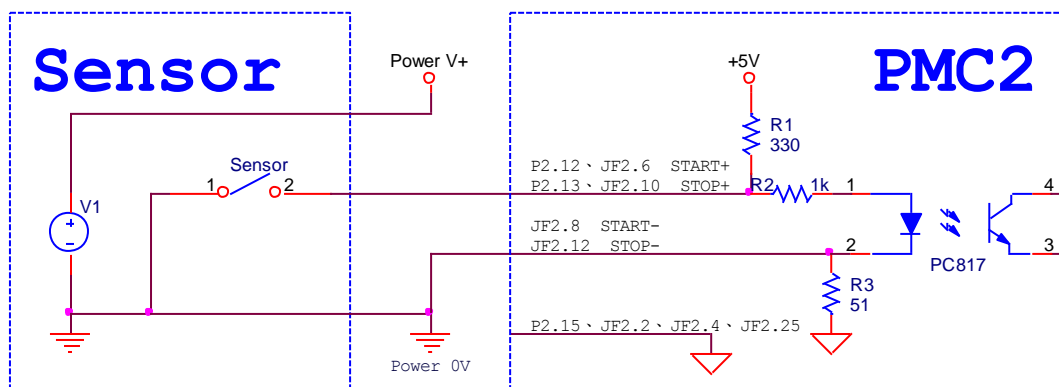 Sensor
PMC2
Power V+
+5V
R1
330
Sensor
P2.12、JF2.6 START+
1
2
P2.13、JF2.10 STOP+
R2
1k
1
4
V1
JF2.8 START-
JF2.12 STOP-
2
3
PC817
R3
51
P2.15、JF2.2、JF2.4、JF2.25
Power 0V